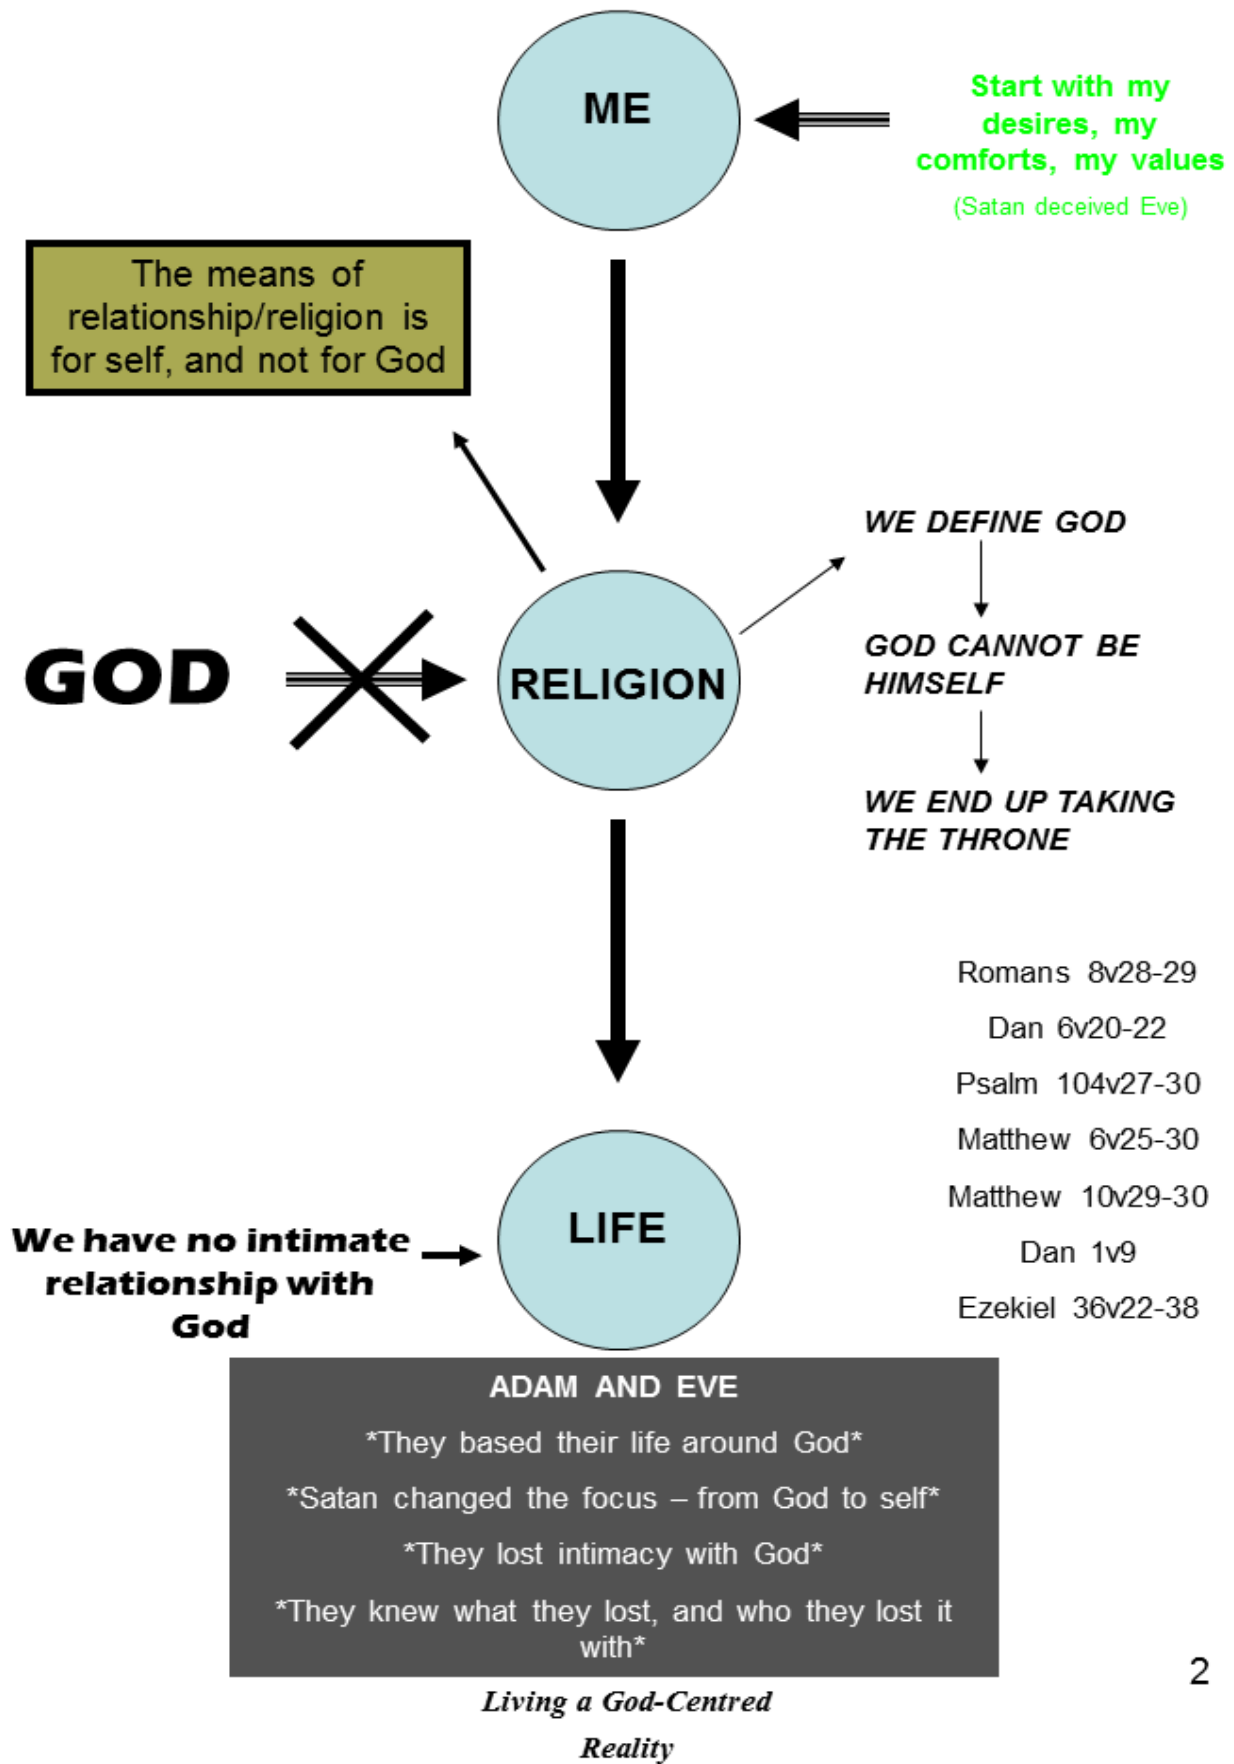 ME
Start with my
desires, my
comforts, my values
(Satan deceived Eve)
The means of
relationship/religion is
for self, and not for God
WE DEFINE GOD
GOD CANNOT BE
HIMSELF
WE END UP TAKING
THE THRONE
GOD
RELIGION
Romans 8v28-29
Dan 6v20-22
Psalm 104v27-30
Matthew 6v25-30
Matthew 10v29-30
Dan 1v9
Ezekiel 36v22-38
LIFE
We have no intimate
relationship with
God
ADAM AND EVE
*They based their life around God*
*Satan changed the focus – from God to self*
*They lost intimacy with God*
*They knew what they lost, and who they lost it
with*
2
Living a God-Centred
Reality